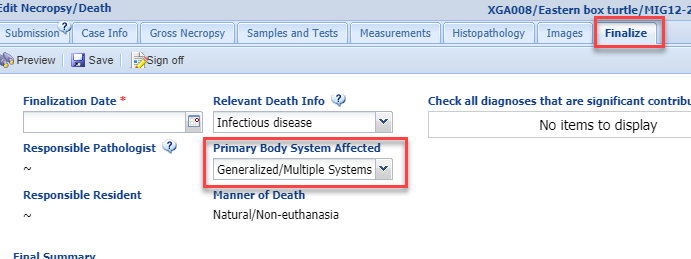 Edit Necropsy/Death
XGA008/Eastern box turtle/MIG12-2
Submission ? Case Info Gross Necropsy Samples and Tests Measurements Histopathology Images Finalize
Preview Save Sign off
Finalization Date * Relevant Death Info ? Check all diagnoses that are significant contribu
Infectious disease No items to display
Responsible Pathologist ? Primary Body System Affected
~ Generalized/Multiple Systems
Responsible Resident Manner of Death
~ Natural/Non-euthanasia
Final Summary